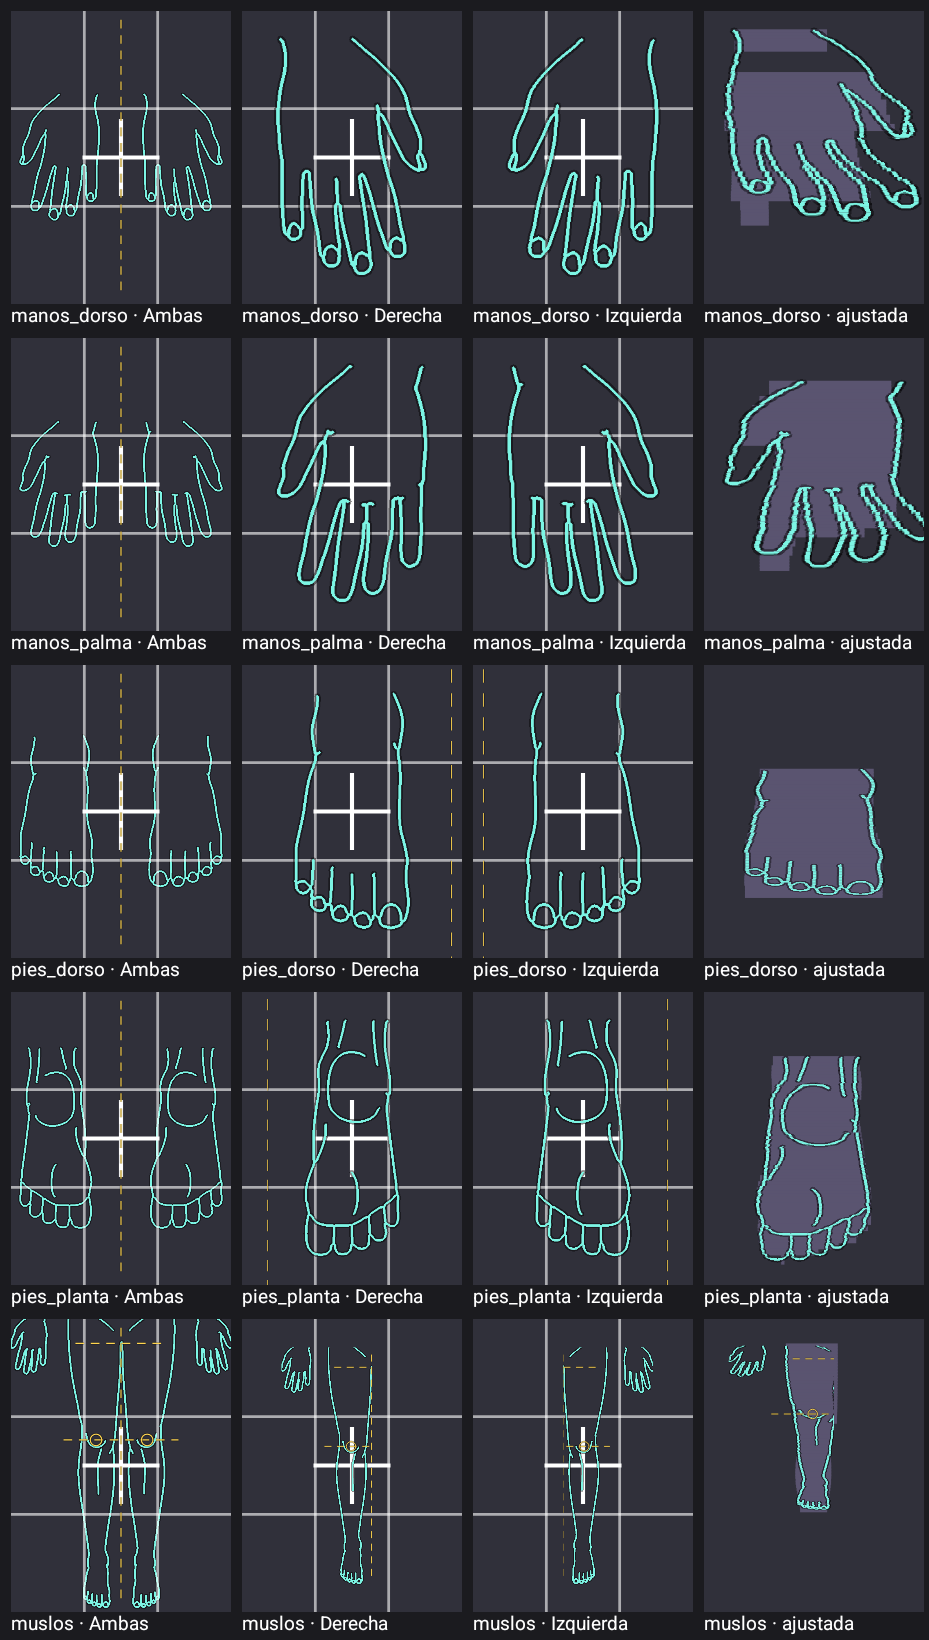 manos_dorso · Ambas
manos_dorso · Derecha
manos_dorso · Izquierda
manos_dorso · ajustada
manos_palma · Ambas
manos_palma · Derecha
manos_palma · Izquierda
manos_palma · ajustada
pies_dorso · Ambas
pies_dorso · Derecha
pies_dorso · Izquierda
pies_dorso · ajustada
pies_planta · Ambas
pies_planta · Derecha
pies_planta · Izquierda
pies_planta · ajustada
muslos · Ambas
muslos · Derecha
muslos · Izquierda
muslos · ajustada